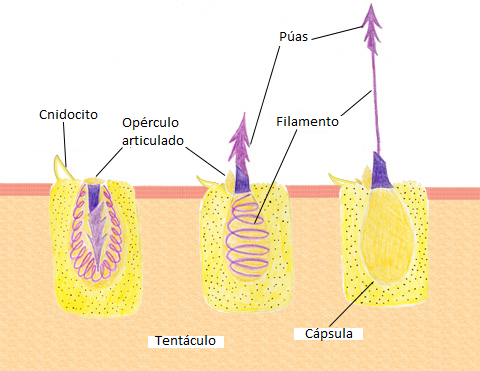 Púas
Cnidocito
Opérculo
articulado
Filamento
Tentáculo
Cápsula